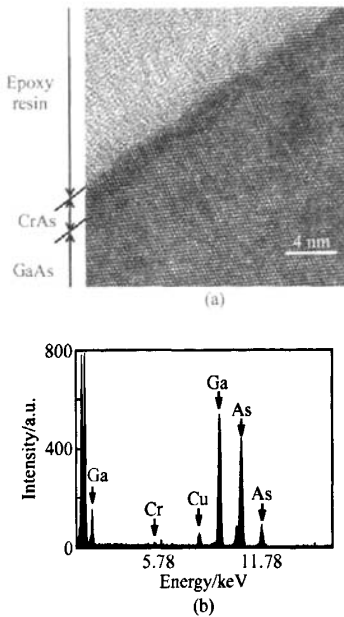 Epoxy
resin
CrAs
GaAs
4 nm
(a)
800
400
0
Intensity/a.u.
Ga
Cr
Cu
Ga
As
As
5.78
11.78
Energy/keV
(b)